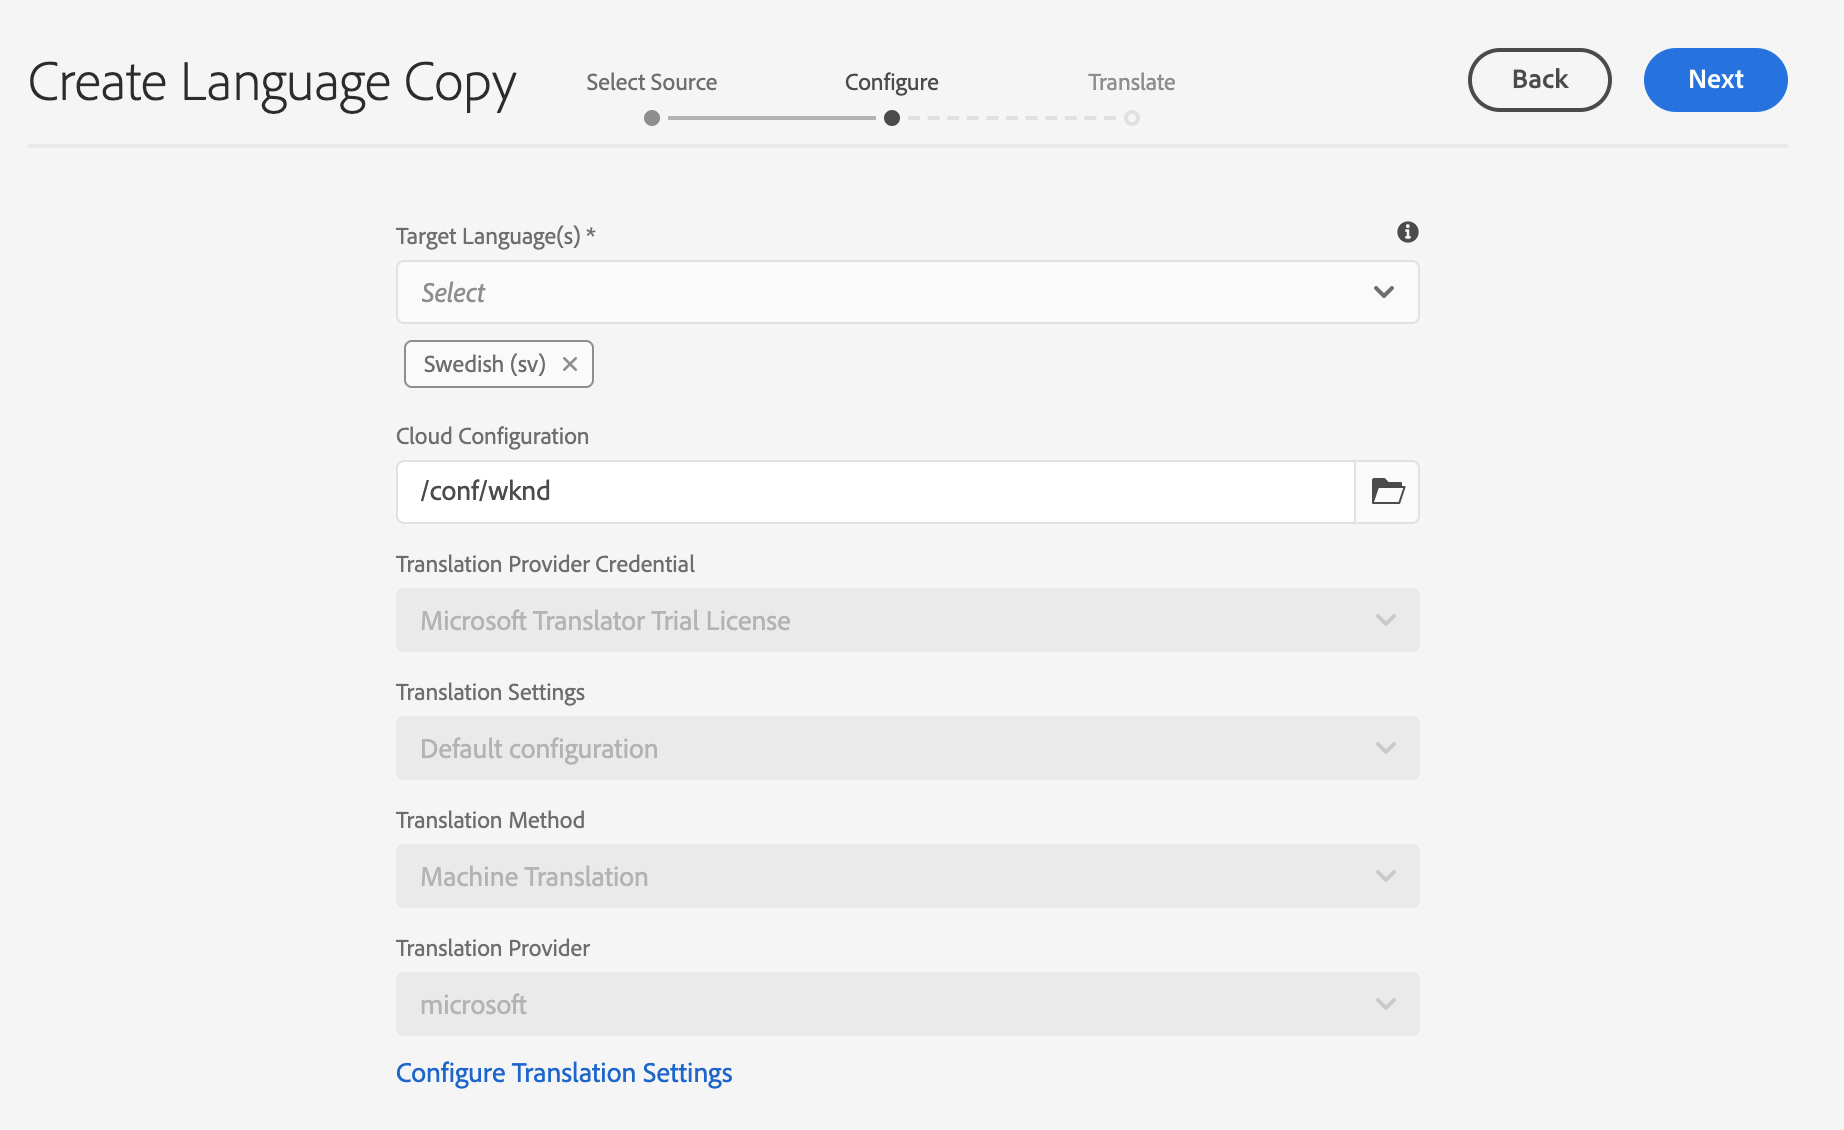 Create Language Copy
Select Source
Configure
Translate
Back
Next
Target Language(s) *
Select
Swedish (sv)
Cloud Configuration
/conf/wknd
Translation Provider Credential
Microsoft Translator Trial License
Translation Settings
Default configuration
Translation Method
Machine Translation
Translation Provider
microsoft
Configure Translation Settings